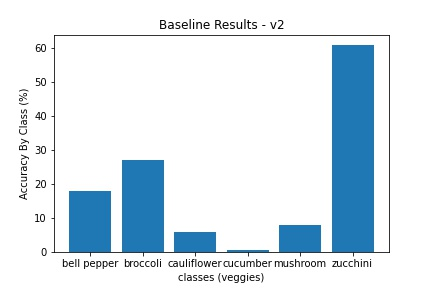 Baseline Results - v2
Accuracy By Class (%)
60
50
40
30
20
10
0
bell pepper broccoli cauliflower cucumber mushroom zucchini
classes (veggies)